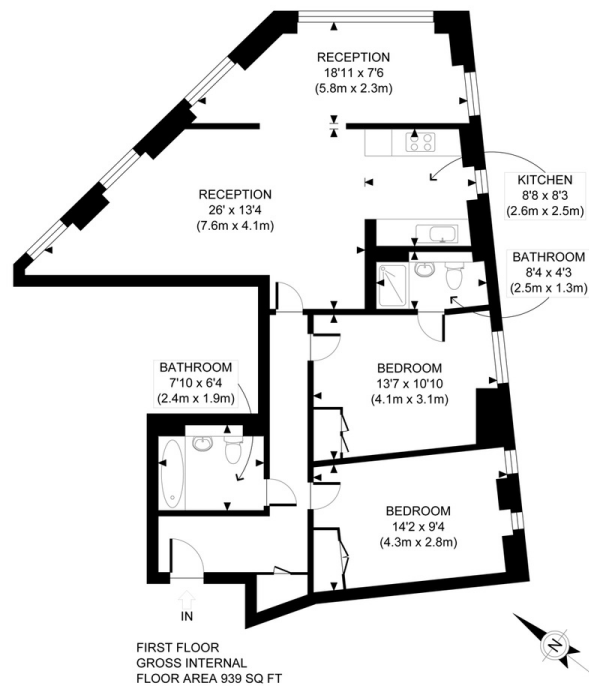 RECEPTION
18'11 x 7'6
(5.8m x 2.3m)
RECEPTION
26' x 13'4
(7.6m x 4.1m)
KITCHEN
8'8 x 8'3
(2.6m x 2.5m)
BATHROOM
8'4 x 4'3
(2.5m x 1.3m)
BATHROOM
7'10 x 6'4
(2.4m x 1.9m)
BEDROOM
13'7 x 10'10
(4.1m x 3.1m)
BEDROOM
14'2 x 9'4
(4.3m x 2.8m)
IN
N
FIRST FLOOR
GROSS INTERNAL
FLOOR AREA 939 SQ FT